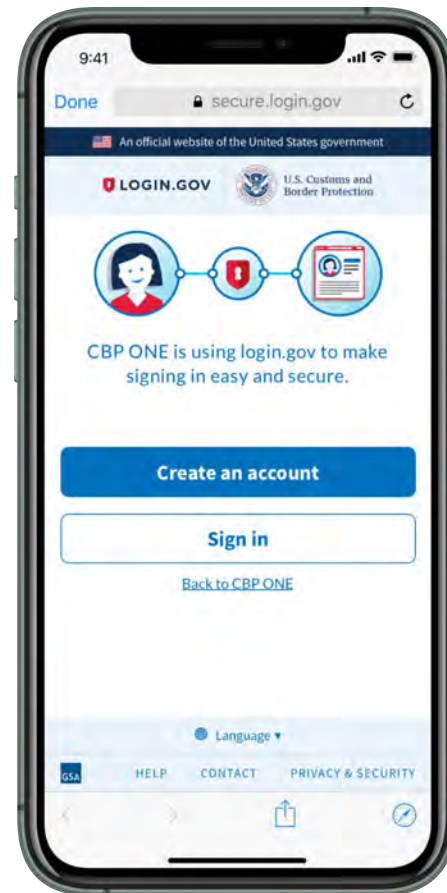 9:41
Done
secure.login.gov
An official website of the United States government
LOGIN.GOV
U.S. Customs and
Border Protection
CBP ONE is using login.gov to make
signing in easy and secure.
Create an account
Sign in
Back to CBP ONE
Language
GSA
HELP CONTACT PRIVACY & SECURITY